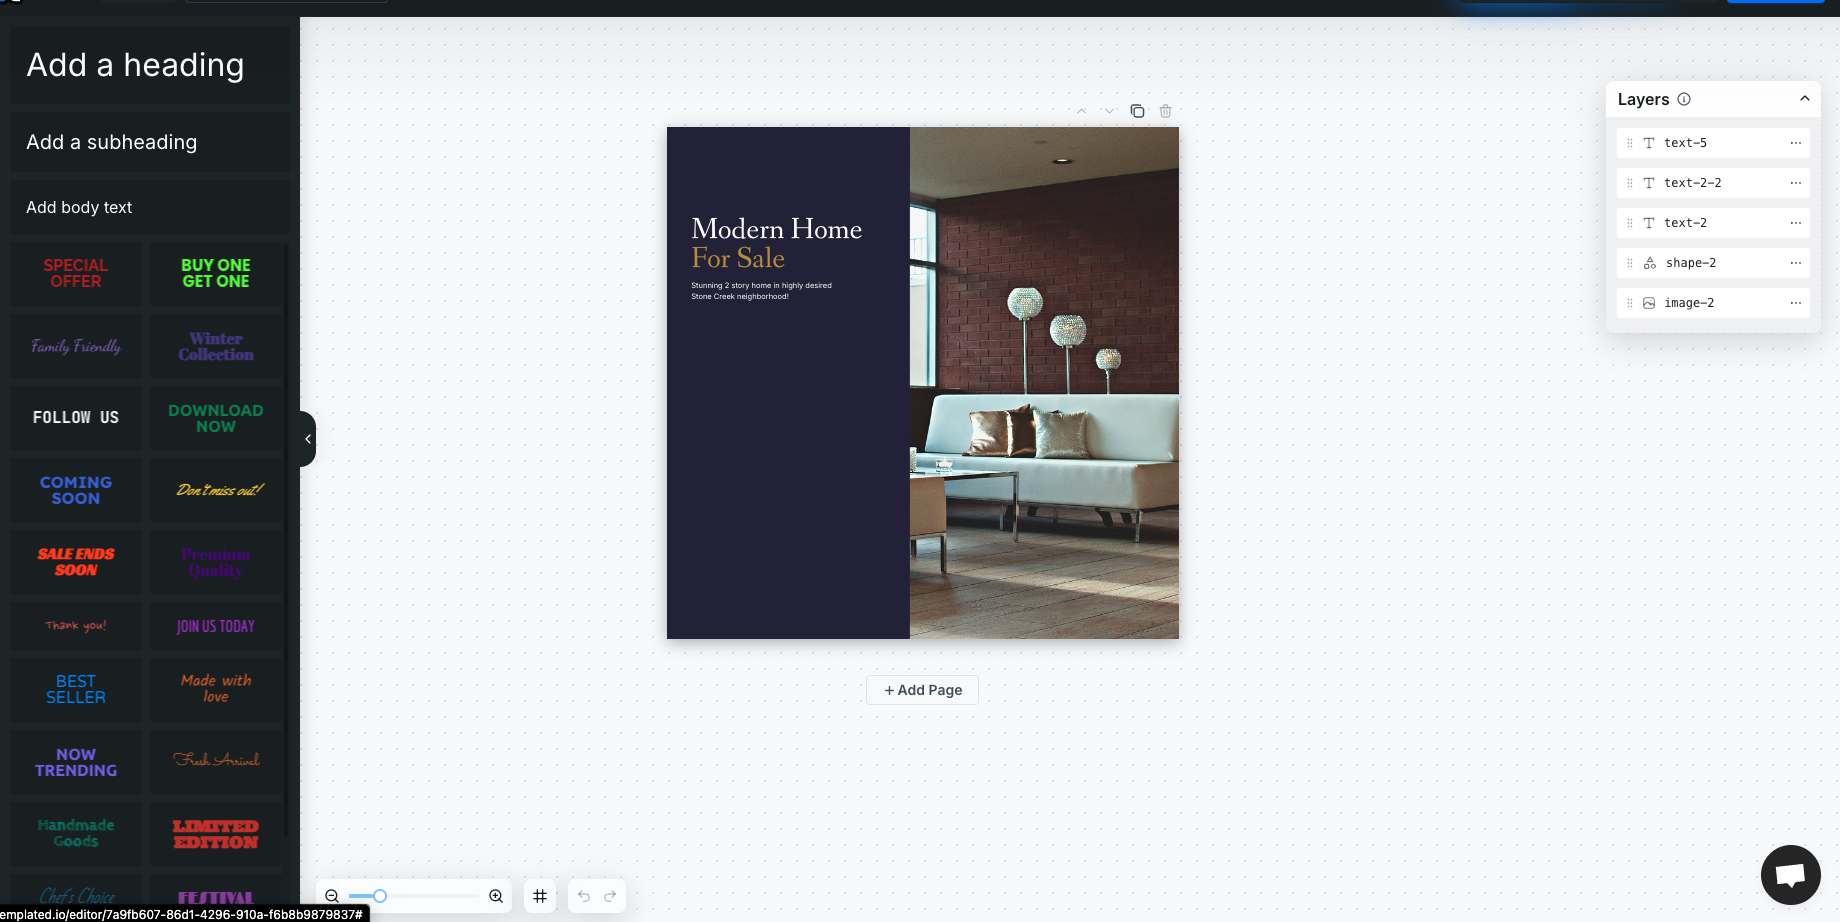 Add a heading
Add a subheading
Add body text
SPECIAL
OFFER
BUY ONE
GET ONE
Family Friendly
Winter
Collection
FOLLOW US
DOWNLOAD
NOW
COMING
SOON
Don't miss out!
SALE ENDS
SOON
Premium
Quality
Thank you!
JOIN US TODAY
BEST
SELLER
Made with
love
NOW
TRENDING
Fresh Arrival
Handmade
Goods
LIMITED
EDITION
Chef's Choice
FESTIVAL
emplated.io/editor/7a9fb607-86d1-4296-910a-f6b8b9879837#
Modern Home
For Sale
Stunning 2 story home in highly desired
Stone Creek neighborhood!
+ Add Page
Layers
text-5
text-2-2
text-2
shape-2
image-2